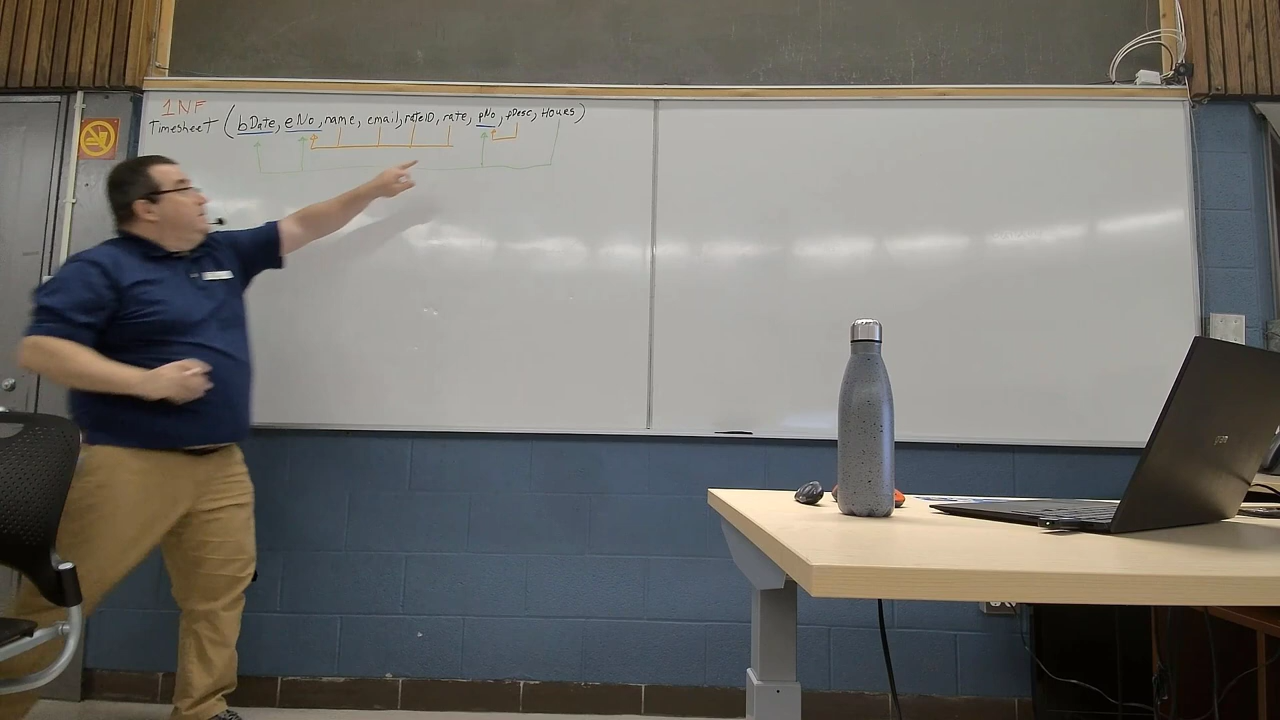 1NF
Timesheet (bDate, eNo, name, email, rateID, rate, pNo, pDesc, Hours)